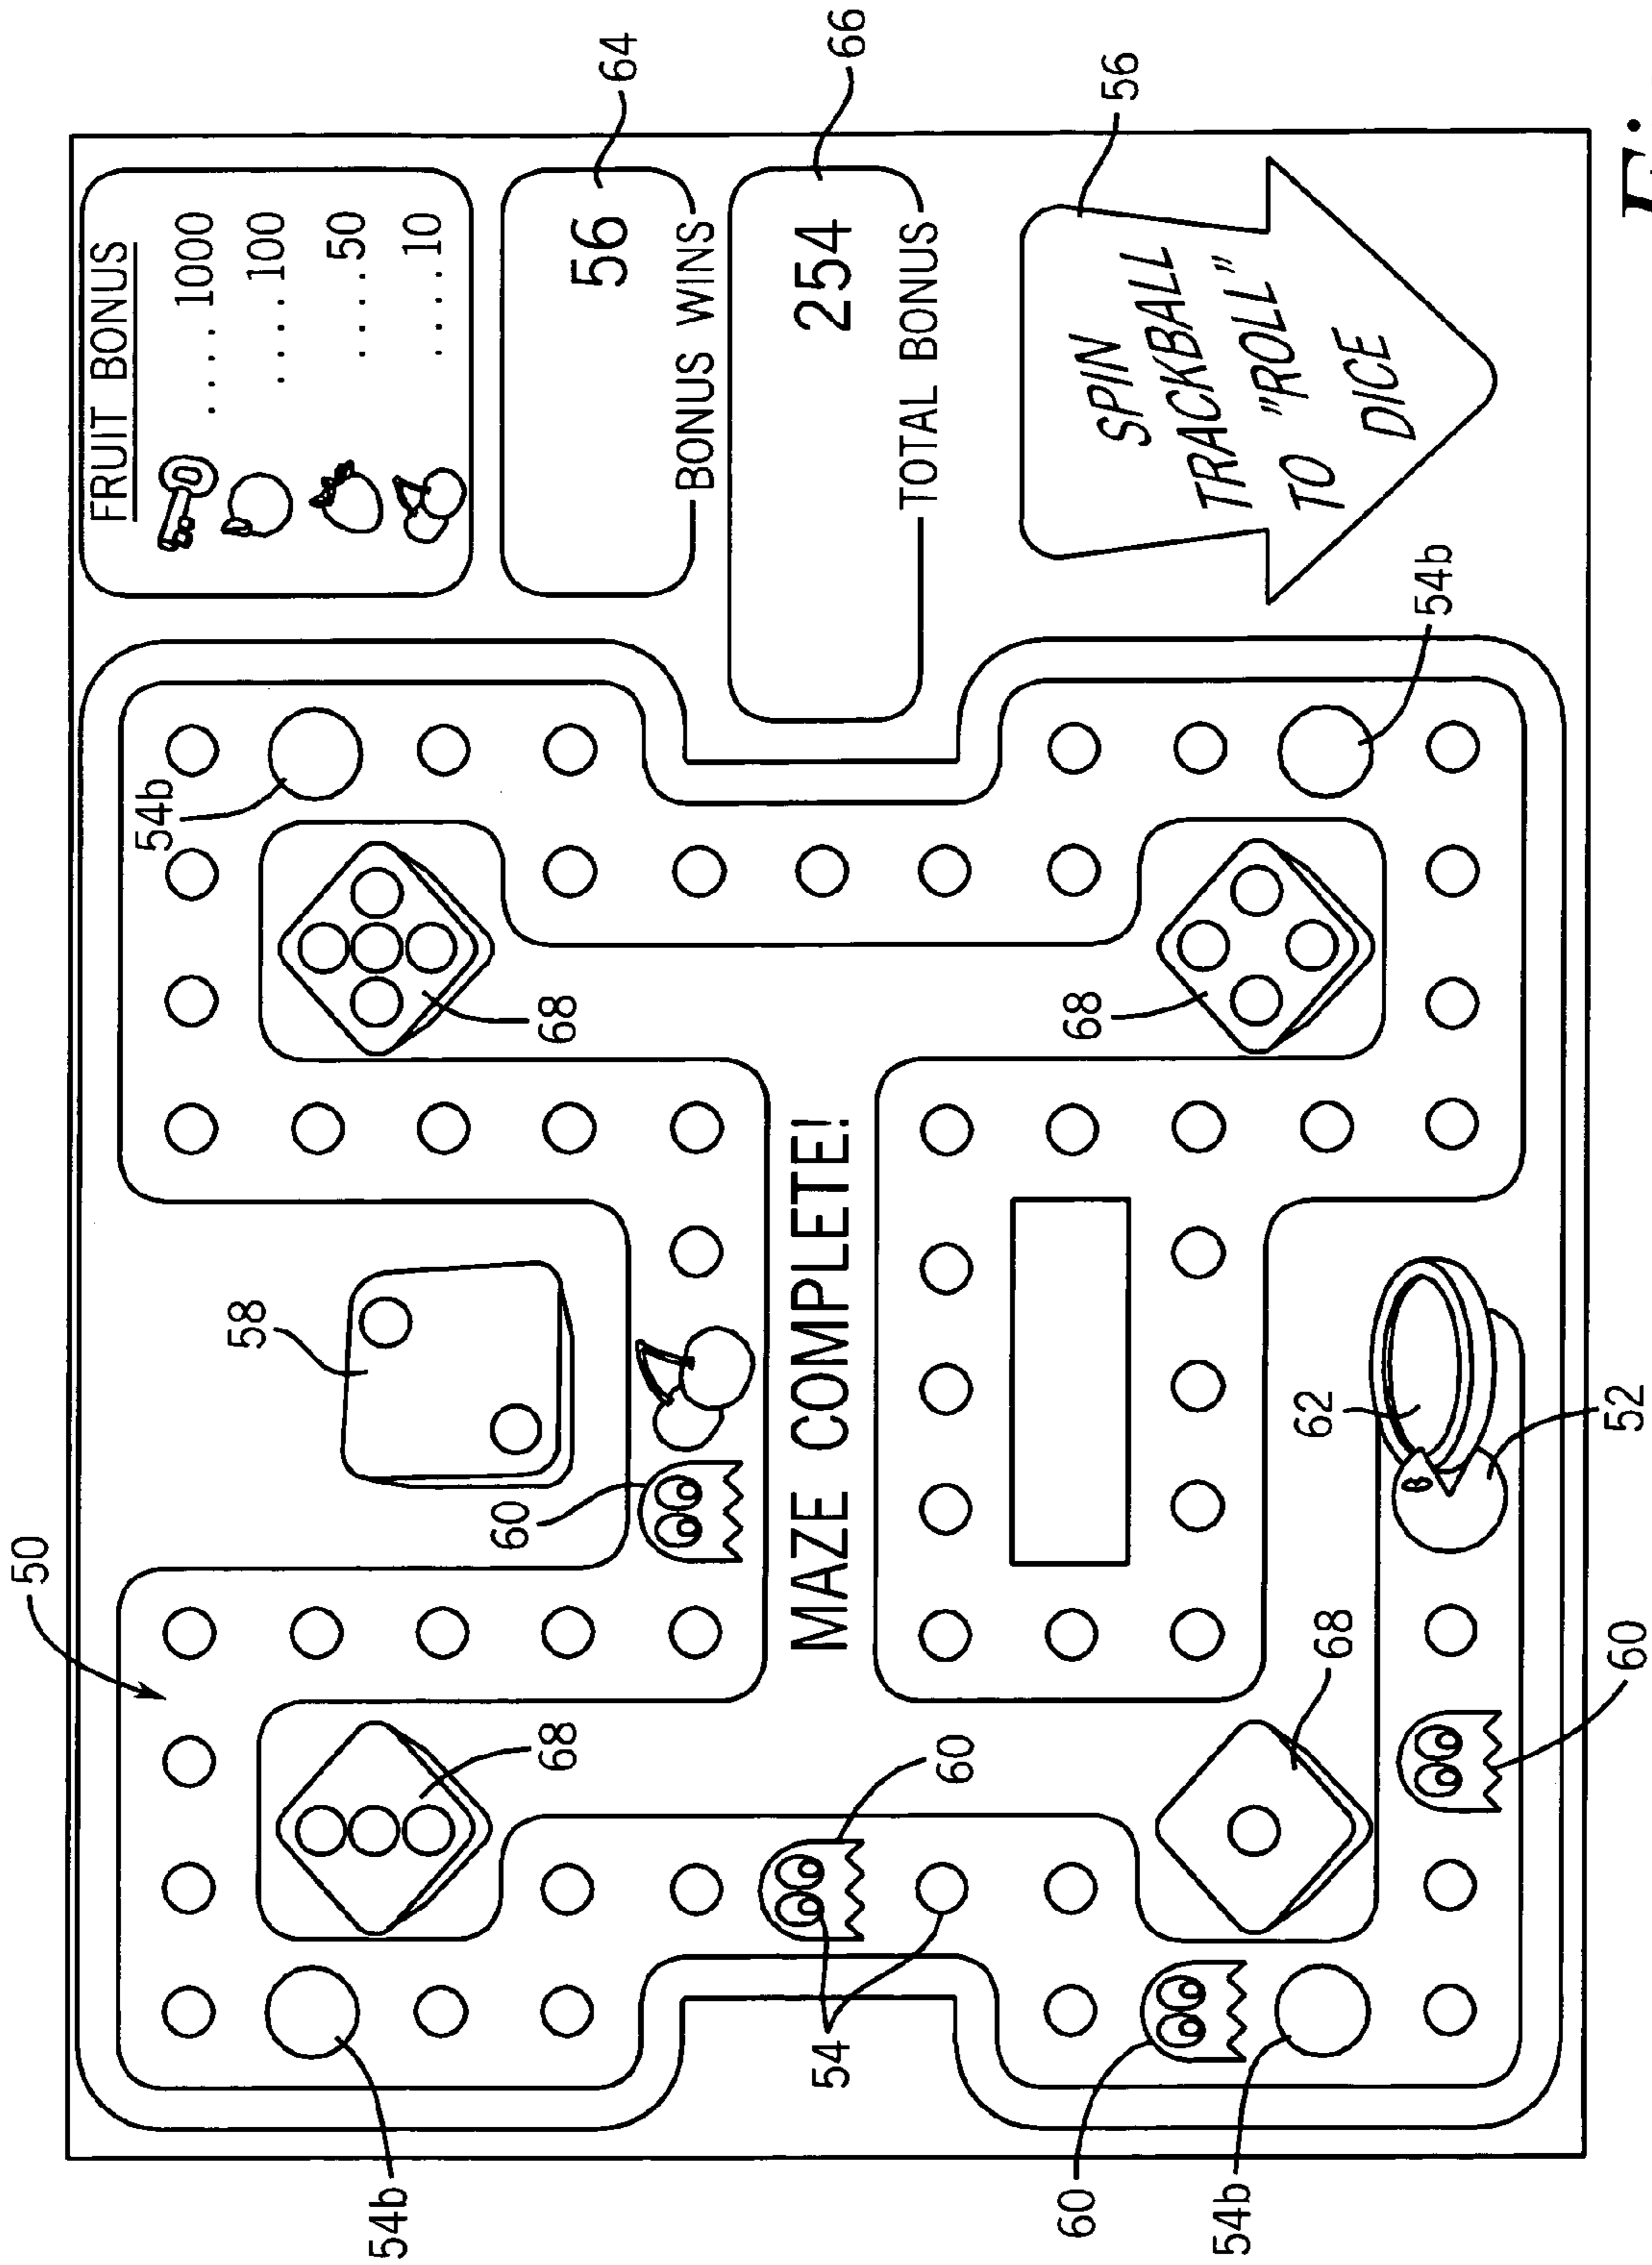 50
54b
58
54b
FRUIT BONUS
.... 1000
.... 100
.... 50
.... 10
68
60
68
56
64
BONUS WINS
MAZE COMPLETE!
254
66
TOTAL BONUS
54
60
68
62
56
SPIN
TRACKBALL
TO "ROLL"
DICE
60
54b
68
60
52
54b